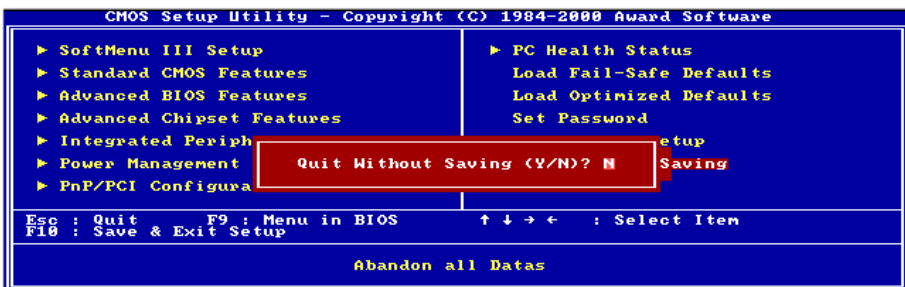 CMOS Setup Utility - Copyright (C) 1984-2000 Award Software
► SoftMenu III Setup
► Standard CMOS Features
► Advanced BIOS Features
► Advanced Chipset Features
► Integrated Periph
► Power Management
► PnP/PCI Configura
► PC Health Status
Load Fail-Safe Defaults
Load Optimized Defaults
Set Password
etup
Saving
Quit Without Saving (Y/N)? N
Esc : Quit F9 : Menu in BIOS ↑ ↓ → ← : Select Item
F10 : Save & Exit Setup
Abandon all Datas